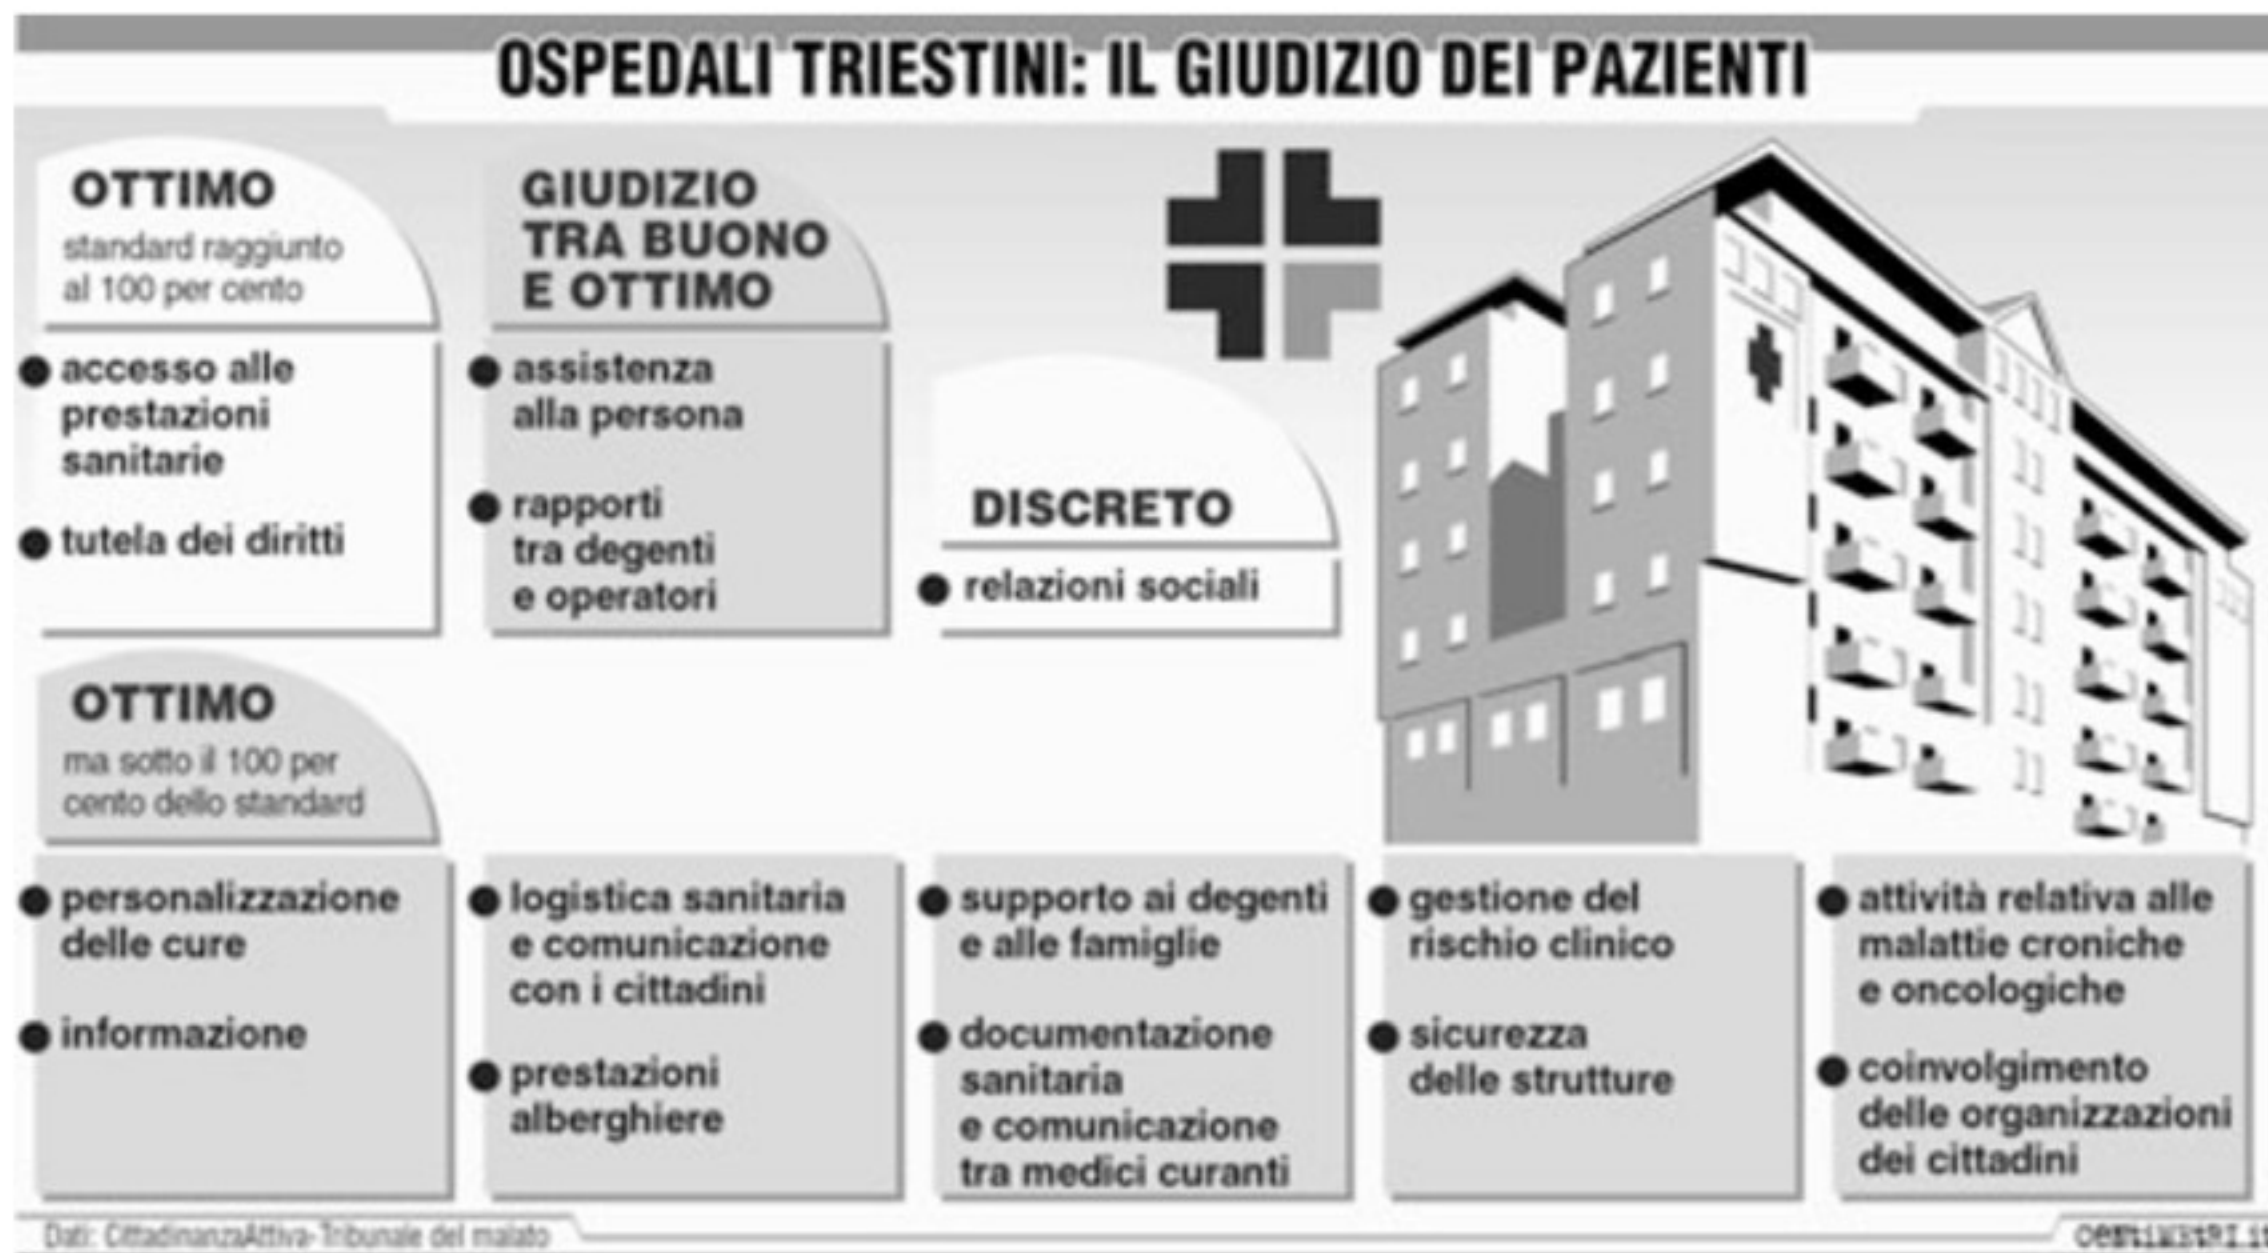 OSPEDALI TRIESTINI: IL GIUDIZIO DEI PAZIENTI
OTTIMO
standard raggiunto
al 100 per cento
● accesso alle
prestazioni
sanitarie
● tutela dei diritti
GIUDIZIO
TRA BUONO
E OTTIMO
● assistenza
alla persona
● rapporti
tra degenti
e operatori
DISCRETO
● relazioni sociali
OTTIMO
ma sotto il 100 per
cento dello standard
● personalizzazione
delle cure
● informazione
● logistica sanitaria
e comunicazione
con i cittadini
● prestazioni
alberghiere
● supporto ai degenti
e alle famiglie
● documentazione
sanitaria
e comunicazione
tra medici curanti
● gestione del
rischio clinico
● sicurezza
delle strutture
● attività relativa alle
malattie croniche
e oncologiche
● coinvolgimento
delle organizzazioni
dei cittadini
Dati: CittadinanzaAttiva-Tribunale del malato